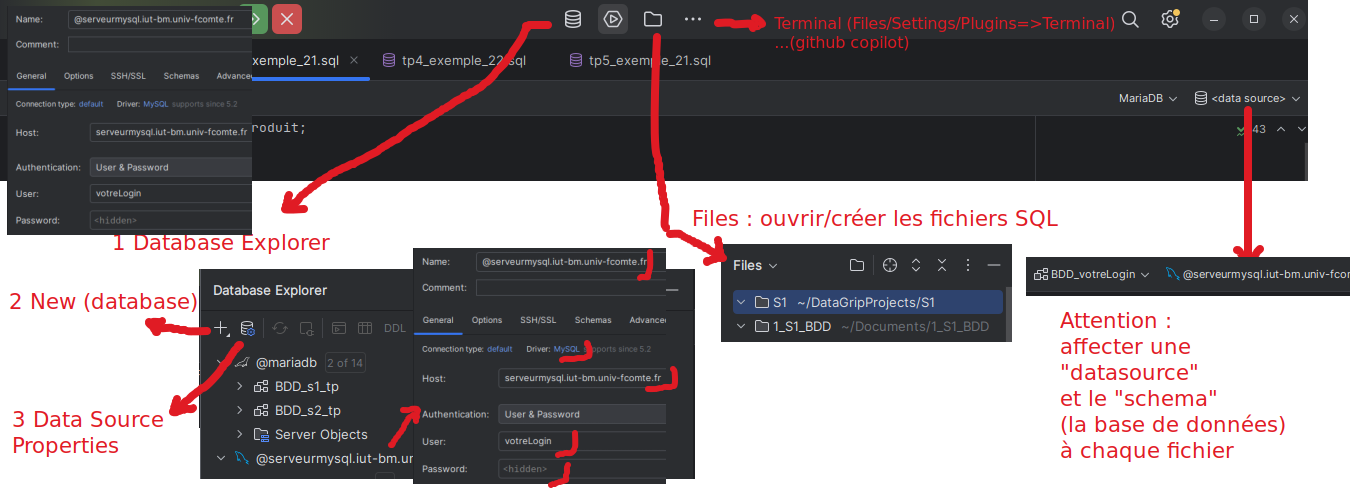 Name: @serveurmysql.iut-bm.univ-fcomte.fr
Comment:
General Options SSH/SSL Schemas Advanced
Connection type: default Driver: MySQL supports since 5.2
Host: serveurmysql.iut-bm.univ-fcomte.fr
Authentication: User & Password
User: votreLogin
Password: <hidden>
Terminal (Files/Settings/Plugins=>Terminal)
...(github copilot)
exemple_21.sql tp4_exemple_22.sql tp5_exemple_21.sql
MariaDB <data source>
roduit;
43
1 Database Explorer
Files : ouvrir/créer les fichiers SQL
2 New (database)
3 Data Source
Properties
Database Explorer
DDL
@mariadb 2 of 14
BDD_s1_tp
BDD_s2_tp
Server Objects
@serveurmysql.iut-bm.un
Name: @serveurmysql.iut-bm.univ-fcomte.fr
Comment:
General Options SSH/SSL Schemas Advance
Connection type: default Driver: MySQL supports since 5.2
Host: serveurmysql.iut-bm.univ-fcomte.fr
Authentication: User & Password
User: votreLogin
Password: <hidden>
Files
S1 ~/DataGripProjects/S1
1_S1_BDD ~/Documents/1_S1_BDD
BDD_votreLogin @serveurmysql.iut-bm.univ-fcor
Attention :
affecter une
"datasource"
et le "schema"
(la base de données)
à chaque fichier